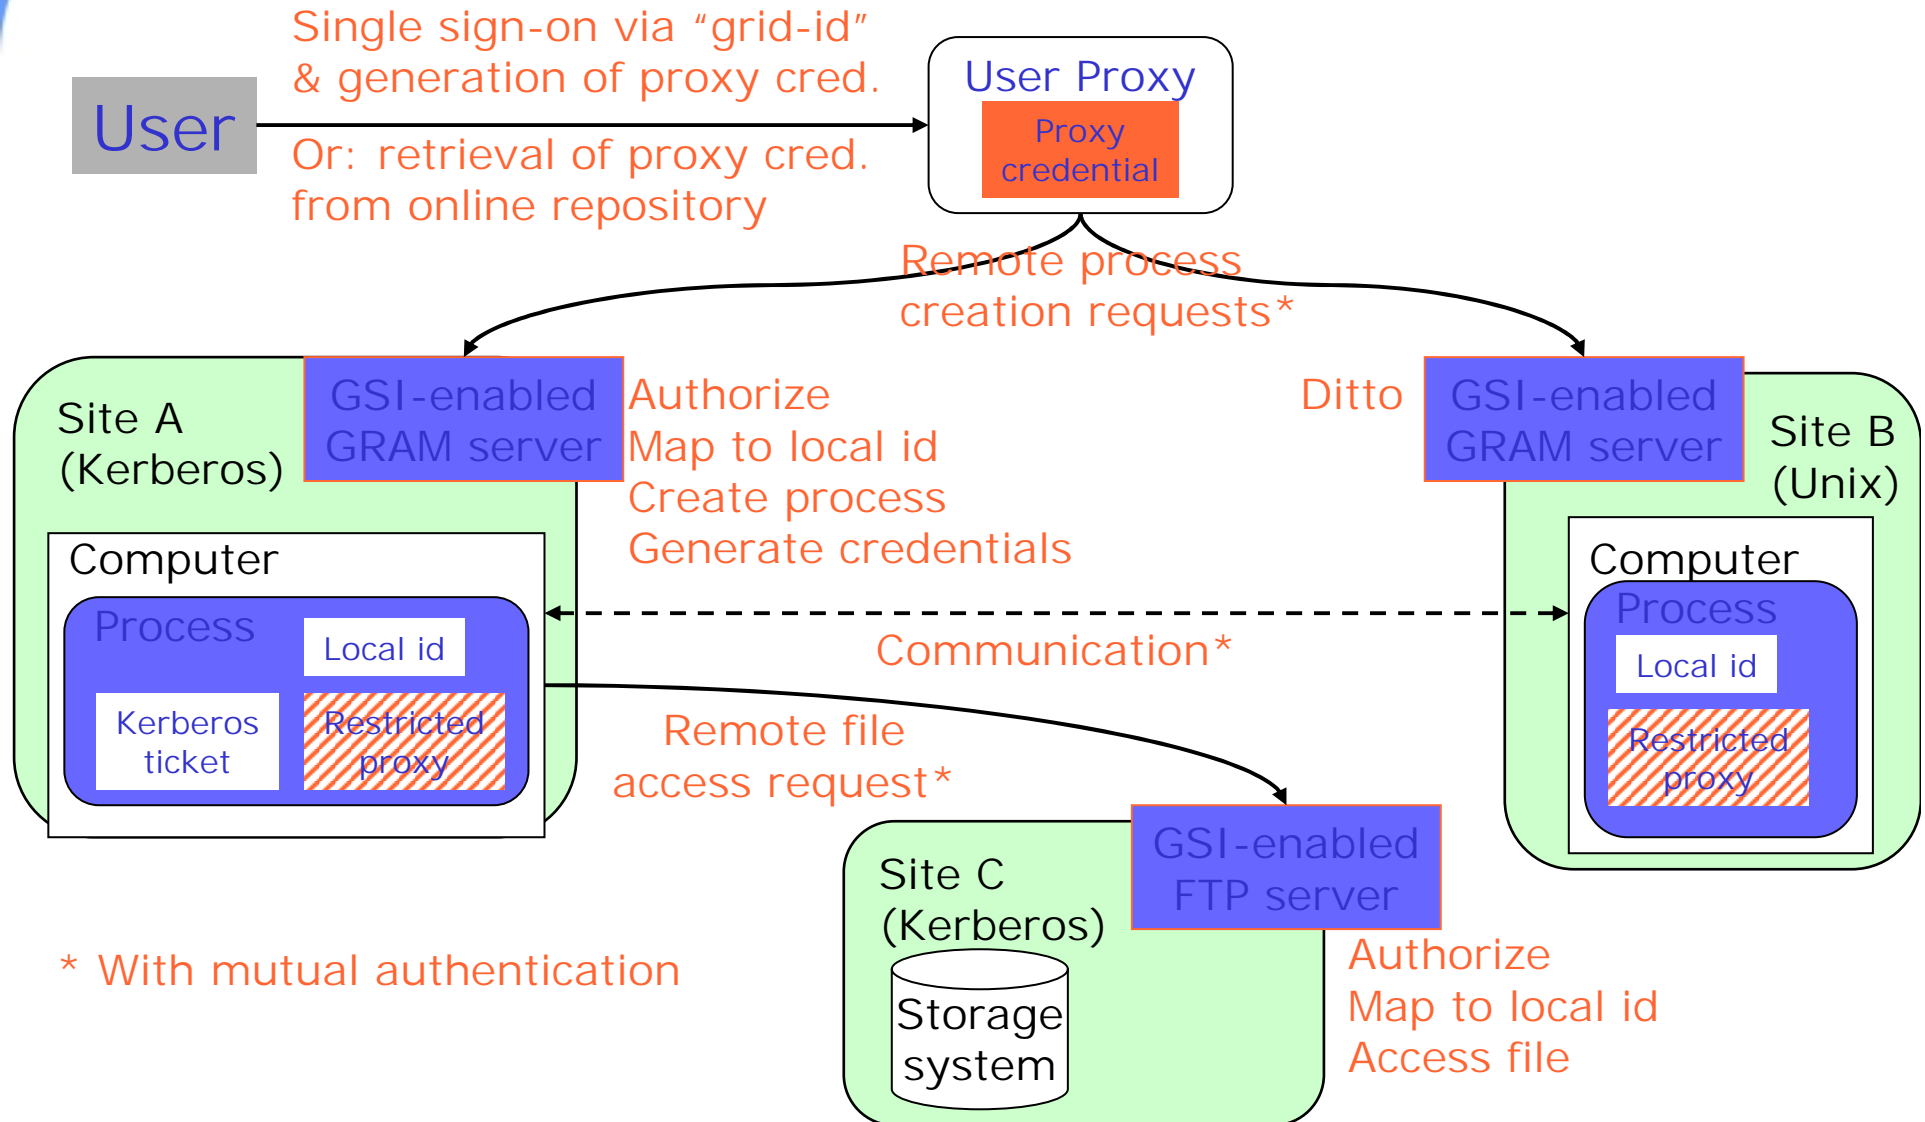 Single sign-on via “grid-id”
& generation of proxy cred.
User
Or: retrieval of proxy cred.
from online repository
User Proxy
Proxy
credential
Remote process
creation requests*
Site A
(Kerberos)
GSI-enabled
GRAM server
Authorize
Map to local id
Create process
Generate credentials
Ditto
GSI-enabled
GRAM server
Site B
(Unix)
Computer
Process
Local id
Kerberos
ticket
Restricted
proxy
Communication*
Computer
Process
Local id
Restricted
proxy
Remote file
access request*
Site C
(Kerberos)
GSI-enabled
FTP server
Storage
system
Authorize
Map to local id
Access file
* With mutual authentication